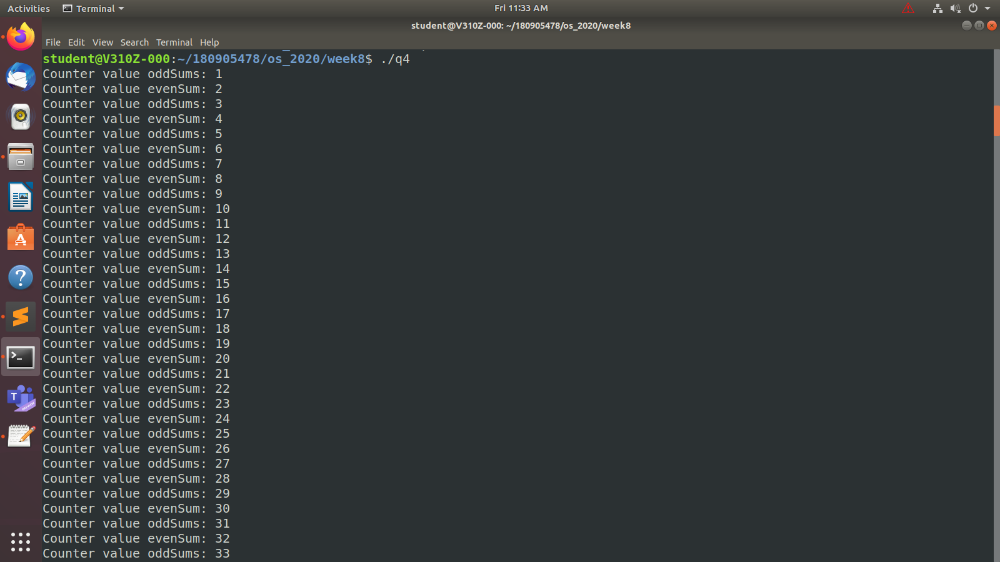 Activities Terminal Fri 11:33 AM
student@V310Z-000: ~/180905478/os_2020/week8
File Edit View Search Terminal Help
student@V310Z-000:~/180905478/os_2020/week8$ ./q4
Counter value oddSums: 1
Counter value evenSum: 2
Counter value oddSums: 3
Counter value evenSum: 4
Counter value oddSums: 5
Counter value evenSum: 6
Counter value oddSums: 7
Counter value evenSum: 8
Counter value oddSums: 9
Counter value evenSum: 10
Counter value oddSums: 11
Counter value evenSum: 12
Counter value oddSums: 13
Counter value evenSum: 14
Counter value oddSums: 15
Counter value evenSum: 16
Counter value oddSums: 17
Counter value evenSum: 18
Counter value oddSums: 19
Counter value evenSum: 20
Counter value oddSums: 21
Counter value evenSum: 22
Counter value oddSums: 23
Counter value evenSum: 24
Counter value oddSums: 25
Counter value evenSum: 26
Counter value oddSums: 27
Counter value evenSum: 28
Counter value oddSums: 29
Counter value evenSum: 30
Counter value oddSums: 31
Counter value evenSum: 32
Counter value oddSums: 33
T
PREVIEW